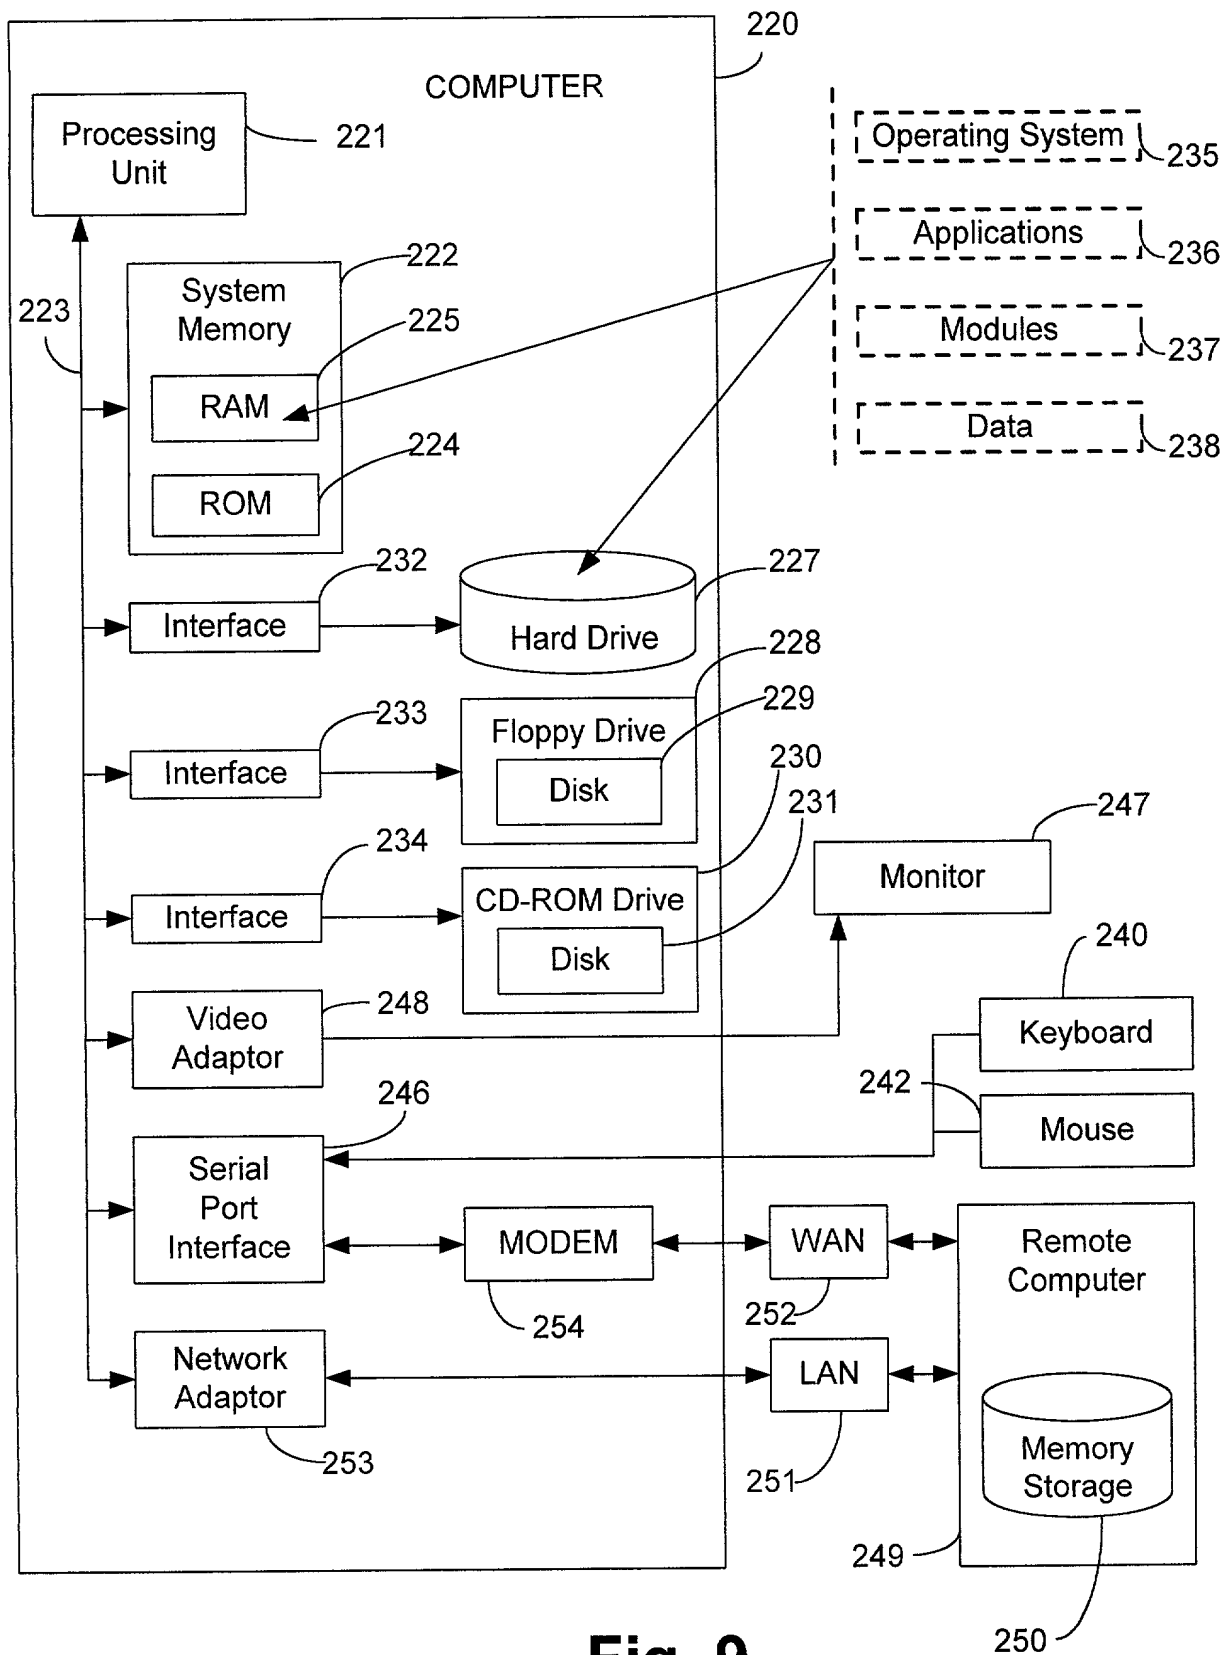 220
COMPUTER
Processing
Unit
221
Operating System
235
Applications
236
Modules
237
Data
238
222
System
Memory
223
225
RAM
224
ROM
232
Interface
227
Hard Drive
228
233
229
Floppy Drive
Interface
Disk
230
231
234
Interface
CD-ROM Drive
Disk
247
Monitor
248
Video
Adaptor
240
Keyboard
242
Mouse
246
Serial
Port
Interface
MODEM
254
WAN
252
Remote
Computer
Network
Adaptor
253
LAN
251
Memory
Storage
249
250
Fig. 9